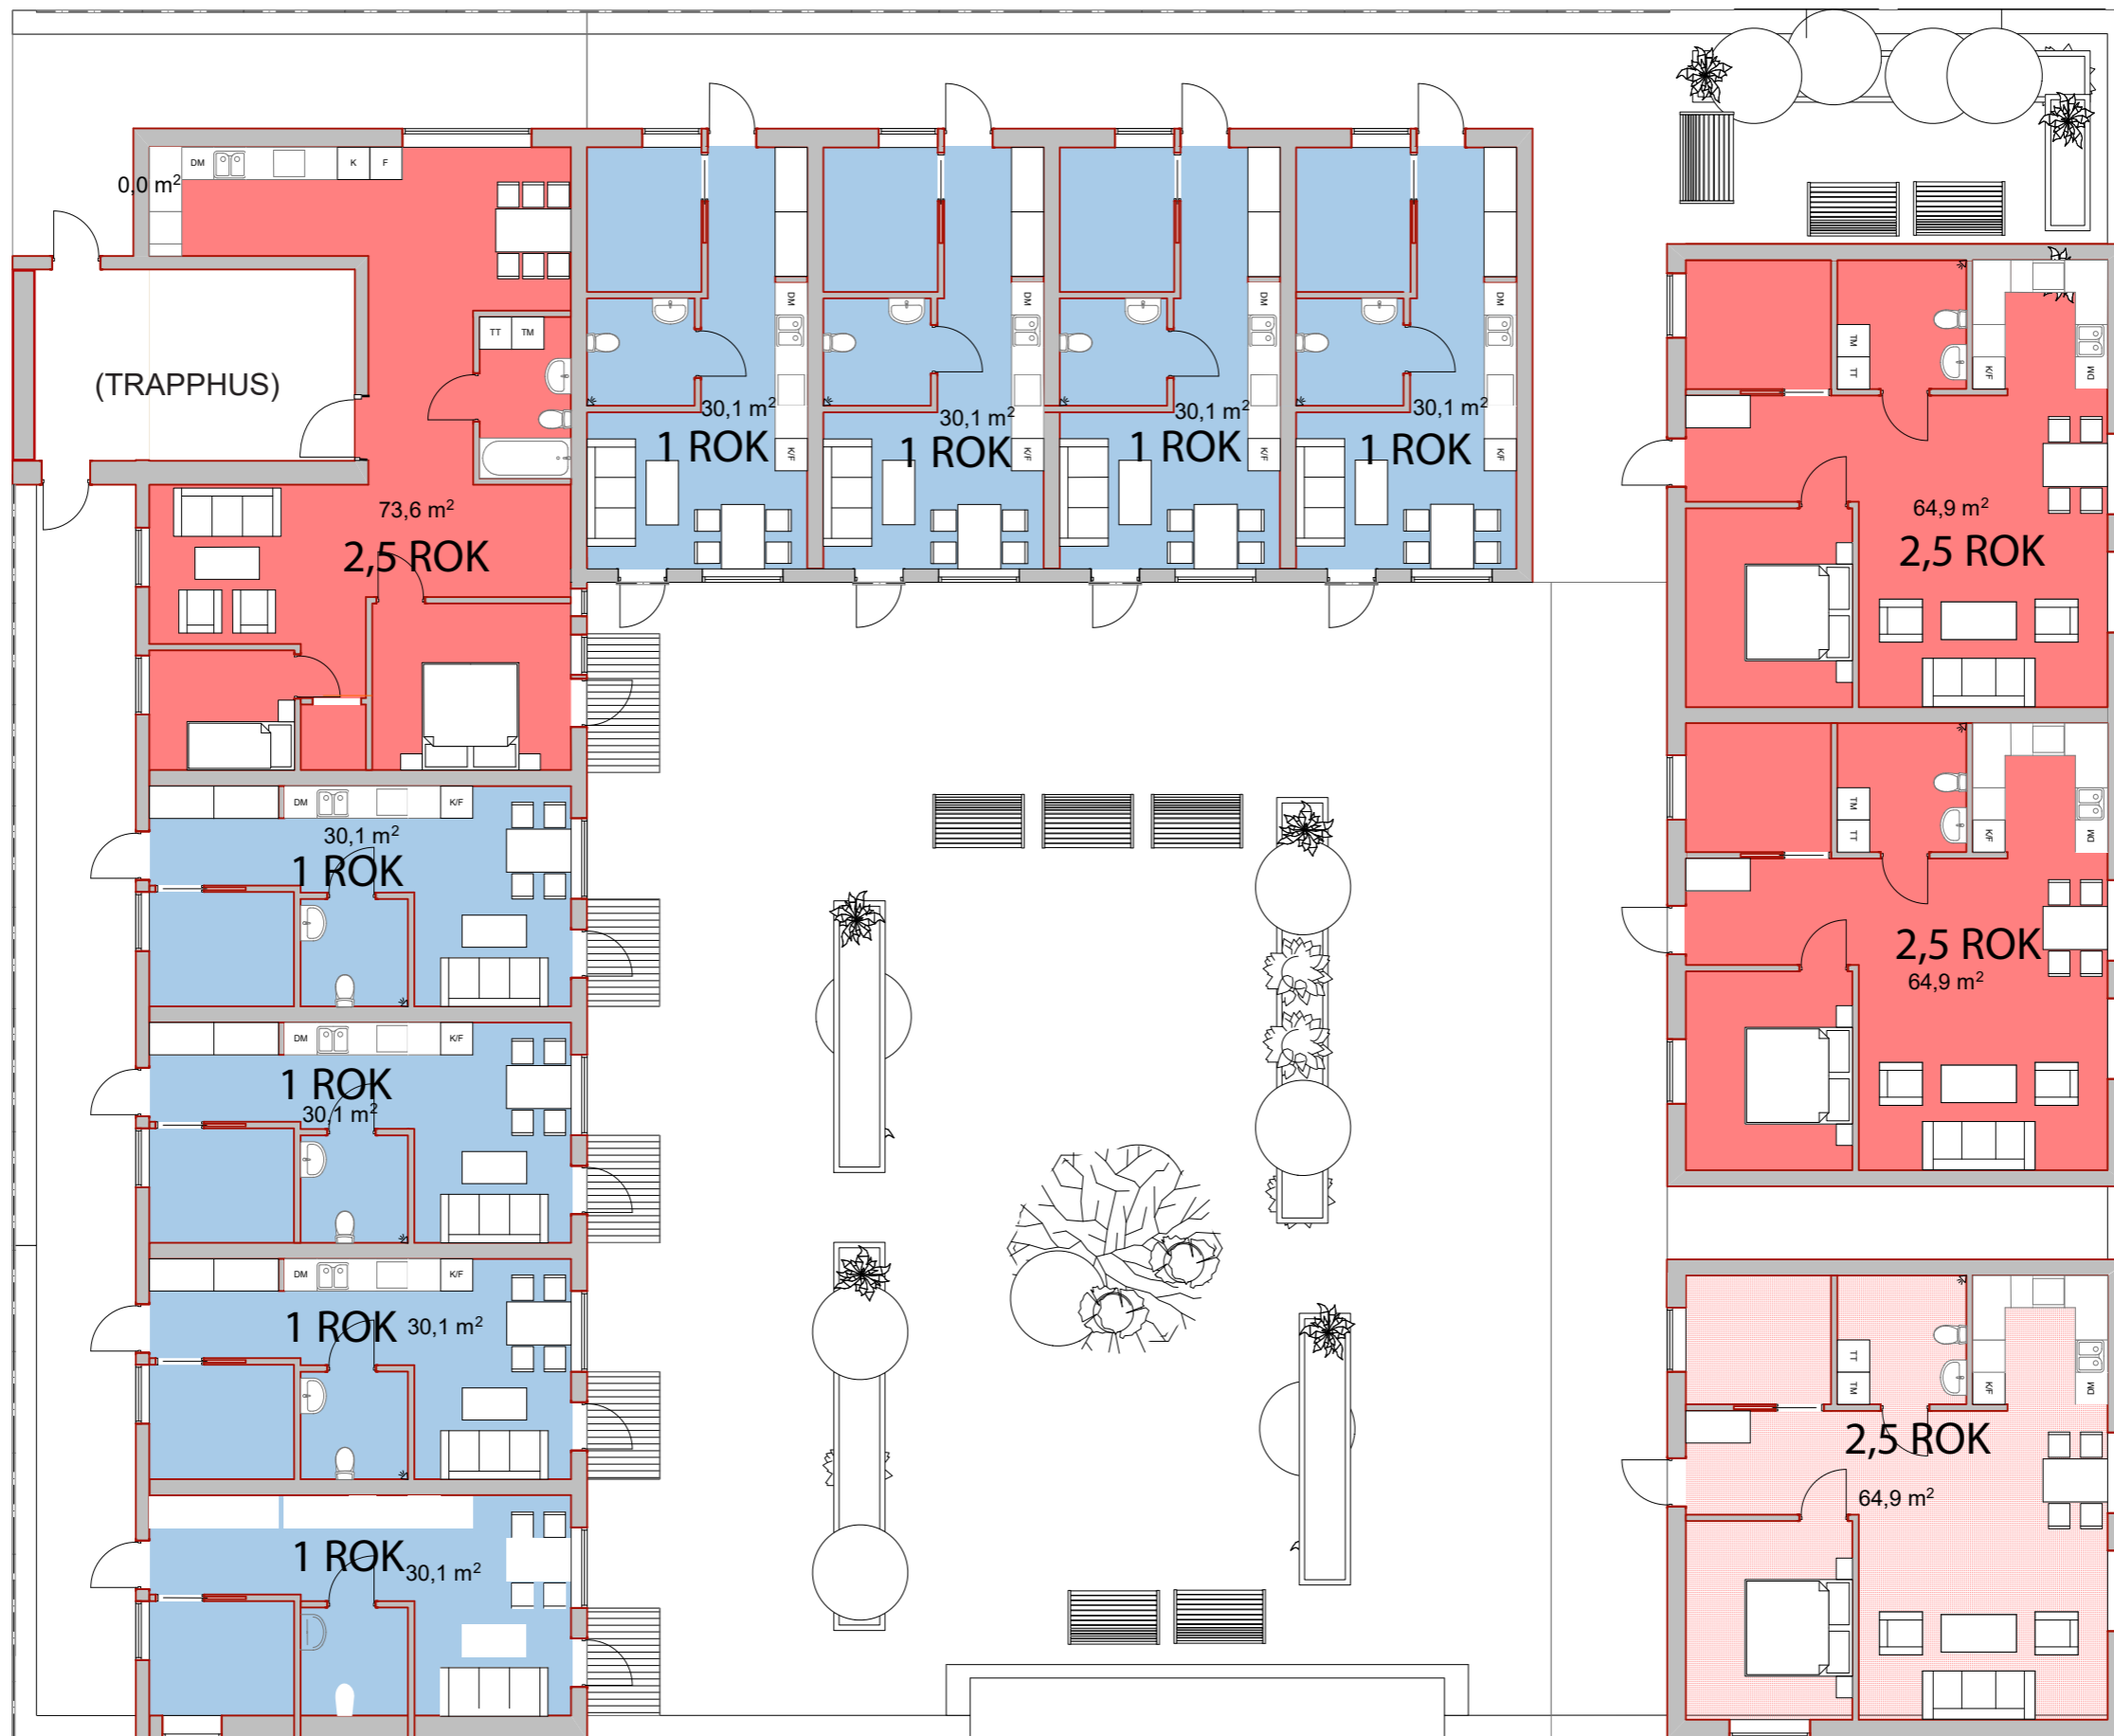 DM
K
F
0,0 m²
TT
TM
(TRAPPHUS)
73,6 m²
2,5 ROK
DM
30,1 m²
1 ROK
K/F
DM
30,1 m²
1 ROK
K/F
DM
30,1 m²
1 ROK
K/F
DM
30,1 m²
1 ROK
K/F
TM
TT
K/F
DM
64,9 m²
2,5 ROK
TM
TT
K/F
DM
2,5 ROK
64,9 m²
TT
TM
K/F
DM
2,5 ROK
64,9 m²
DM
K/F
30,1 m²
1 ROK
DM
K/F
1 ROK
30,1 m²
DM
K/F
1 ROK
30,1 m²
1 ROK
30,1 m²